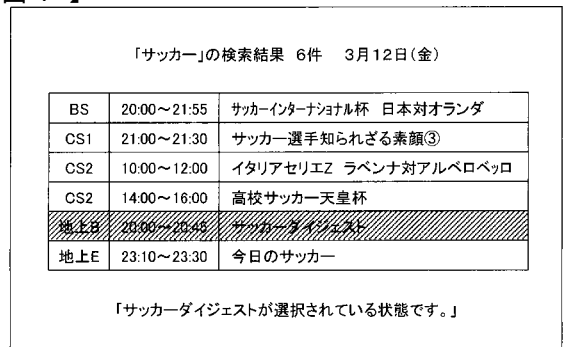 「サッカー」の検索結果 6件 3月12日(金)
BS 20:00～21:55 サッカーインターナショナル杯 日本対オランダ
CS1 21:00～21:30 サッカー選手知られざる素顔③
CS2 10:00～12:00 イタリアセリエZ ラベンナ対アルベロベッロ
CS2 14:00～16:00 高校サッカー天皇杯
地上B 20:00～20:45 サッカーダイジェスト
地上E 23:10～23:30 今日のサッカー
「サッカーダイジェストが選択されている状態です。」